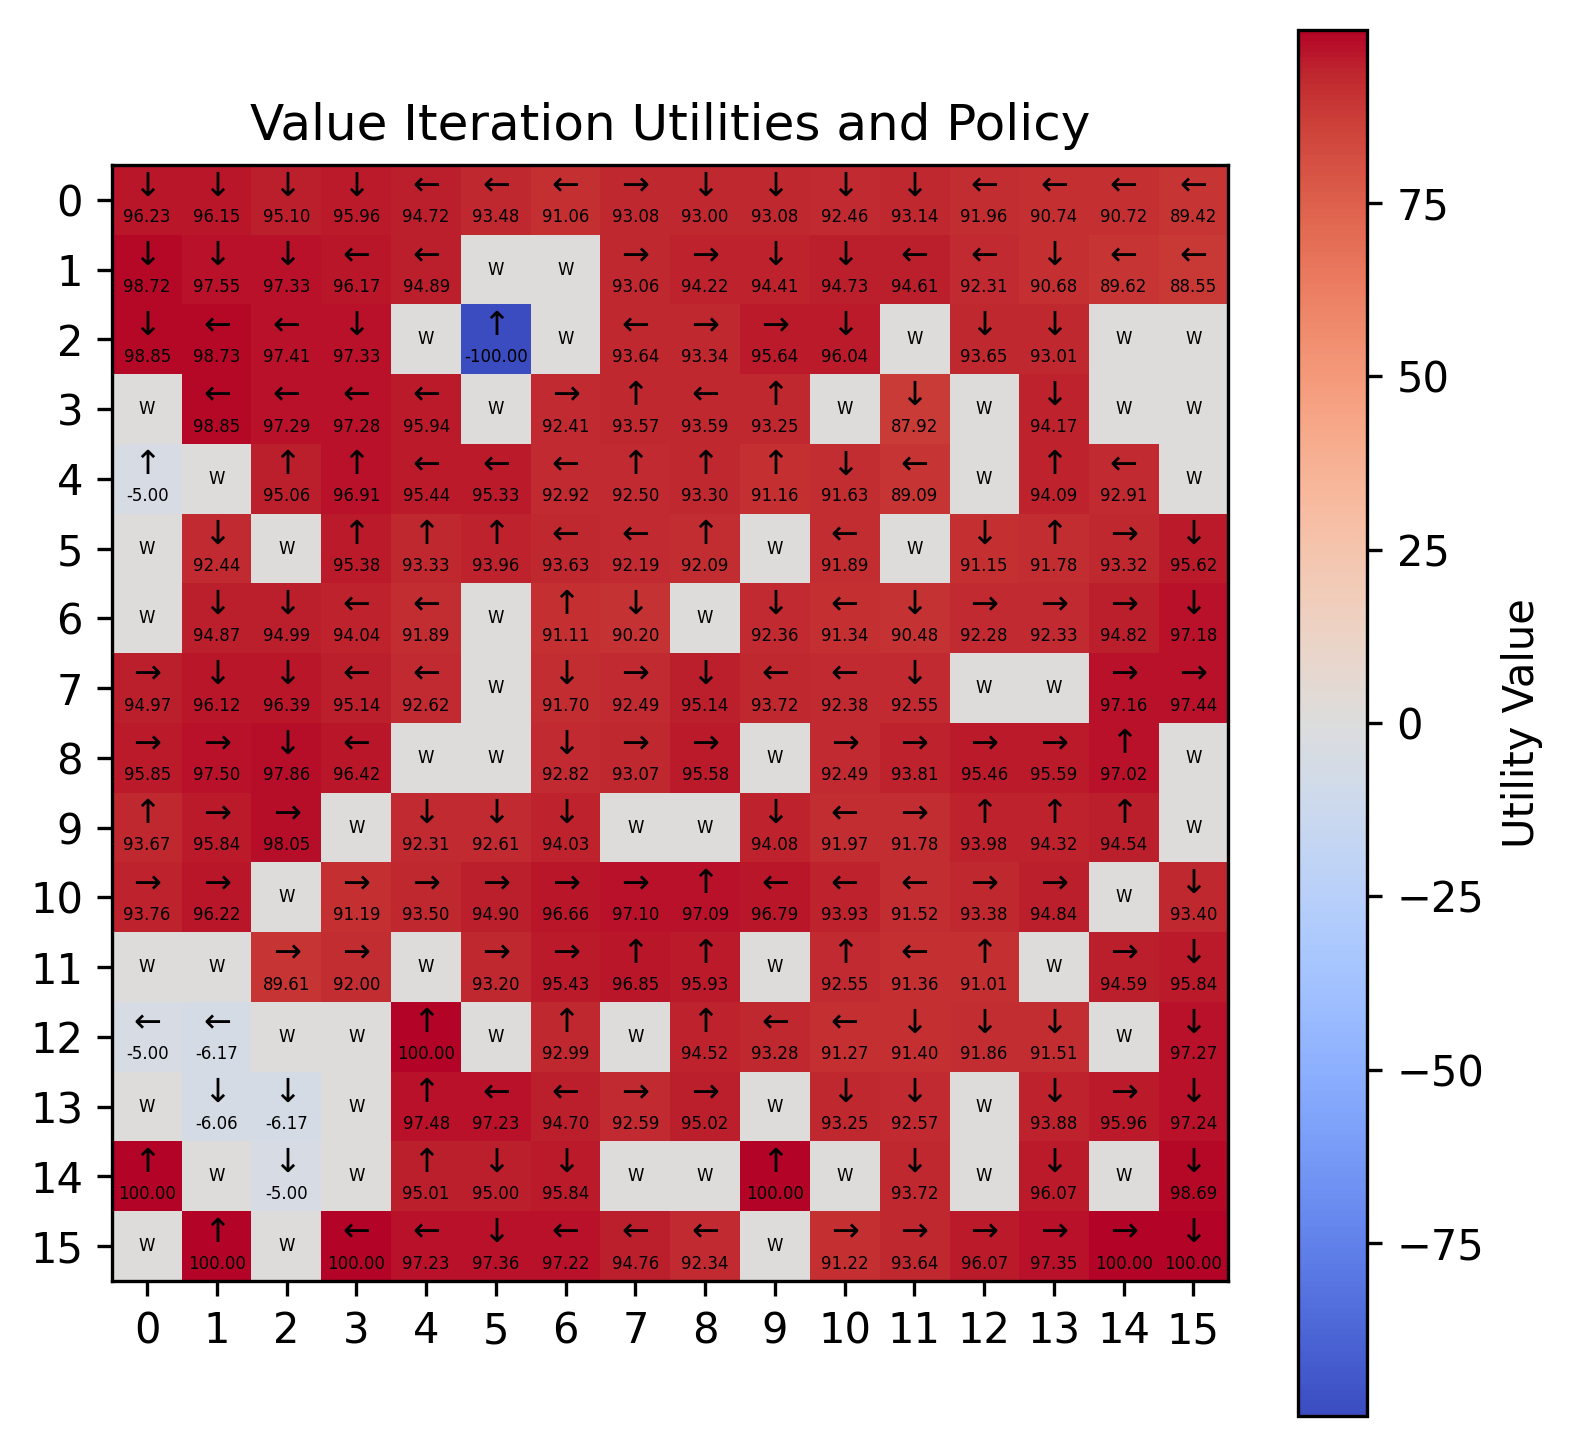 Value Iteration Utilities and Policy
0 ↓ ↓ ↓ ↓ ← ← ← → ↓ ↓ ↓ ↓ ← ← ← ←
96.23 96.15 95.10 95.96 94.72 93.48 91.06 93.08 93.00 93.08 92.46 93.14 91.96 90.74 90.72 89.42
1 ↓ ↓ ↓ ← ← W W → → ↓ ↓ ← ← ↓ ← ←
98.72 97.55 97.33 96.17 94.89 93.06 94.22 94.41 94.73 94.61 92.31 90.68 89.62 88.55
2 ↓ ← ← ↓ W ↑ W ← → → ↓ W ↓ ↓ W W
98.85 98.73 97.41 97.33 -100.00 93.64 93.34 95.64 96.04 93.65 93.01
3 W ← ← ← ← W → ↑ ← ↑ W ↓ W ↓ W W
98.85 97.29 97.28 95.94 92.41 93.57 93.59 93.25 87.92 94.17
4 ↑ W ↑ ↑ ← ← ← ↑ ↑ ↑ ↓ ← W ↑ ← W
-5.00 95.06 96.91 95.44 95.33 92.92 92.50 93.30 91.16 91.63 89.09 94.09 92.91
5 W ↓ W ↑ ↑ ↑ ← ← ↑ W ← W ↓ ↑ → ↓
92.44 95.38 93.33 93.96 93.63 92.19 92.09 91.89 91.15 91.78 93.32 95.62
6 W ↓ ↓ ← ← W ↑ ↓ W ↓ ← ↓ → → → ↓
94.87 94.99 94.04 91.89 91.11 90.20 92.36 91.34 90.48 92.28 92.33 94.82 97.18
7 → ↓ ↓ ← ← W ↓ → ↓ ← ← ↓ W W → →
94.97 96.12 96.39 95.14 92.62 91.70 92.49 95.14 93.72 92.38 92.55 97.16 97.44
8 → → ↓ ← W W ↓ → → W → → → → ↑ W
95.85 97.50 97.86 96.42 92.82 93.07 95.58 92.49 93.81 95.46 95.59 97.02
9 ↑ → → W ↓ ↓ ↓ W W ↓ ← → ↑ ↑ ↑ W
93.67 95.84 98.05 92.31 92.61 94.03 94.08 91.97 91.78 93.98 94.32 94.54
10 → → W → → → → → ↑ ← ← ← → → W ↓
93.76 96.22 91.19 93.50 94.90 96.66 97.10 97.09 96.79 93.93 91.52 93.38 94.84 93.40
11 W W → → W → → ↑ ↑ W ↑ ← ↑ W → ↓
89.61 92.00 93.20 95.43 96.85 95.93 92.55 91.36 91.01 94.59 95.84
12 ← ← W W ↑ W ↑ W ↑ ← ← ↓ ↓ ↓ W ↓
-5.00 -6.17 100.00 92.99 94.52 93.28 91.27 91.40 91.86 91.51 97.27
13 W ↓ ↓ W ↑ ← ← → → W ↓ ↓ W ↓ → ↓
-6.06 -6.17 97.48 97.23 94.70 92.59 95.02 93.25 92.57 93.88 95.96 97.24
14 ↑ W ↓ W ↑ ↓ ↓ W W ↑ W ↓ W ↓ W ↓
100.00 -5.00 95.01 95.00 95.84 100.00 93.72 96.07 98.69
15 W ↑ W ← ← ↓ ← ← ← W → → → → → ↓
100.00 100.00 97.23 97.36 97.22 94.76 92.34 91.22 93.64 96.07 97.35 100.00 100.00
0 1 2 3 4 5 6 7 8 9 10 11 12 13 14 15
75
50
25
0
−25
−50
−75
Utility Value